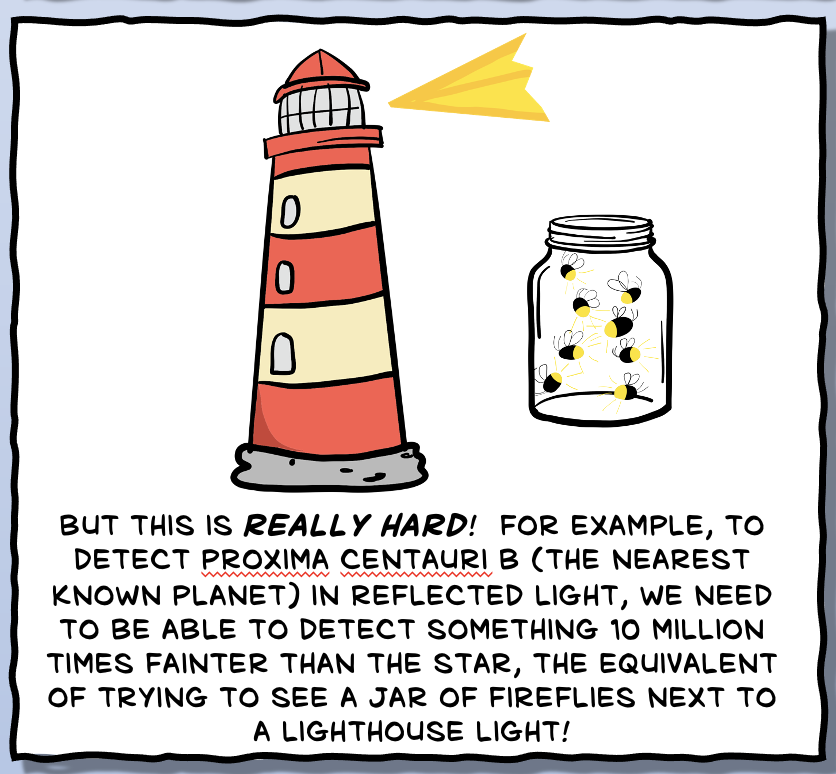 BUT THIS IS REALLY HARD! FOR EXAMPLE, TO
DETECT PROXIMA CENTAURI B (THE NEAREST
KNOWN PLANET) IN REFLECTED LIGHT, WE NEED
TO BE ABLE TO DETECT SOMETHING 10 MILLION
TIMES FAINTER THAN THE STAR, THE EQUIVALENT
OF TRYING TO SEE A JAR OF FIREFLIES NEXT TO
A LIGHTHOUSE LIGHT!